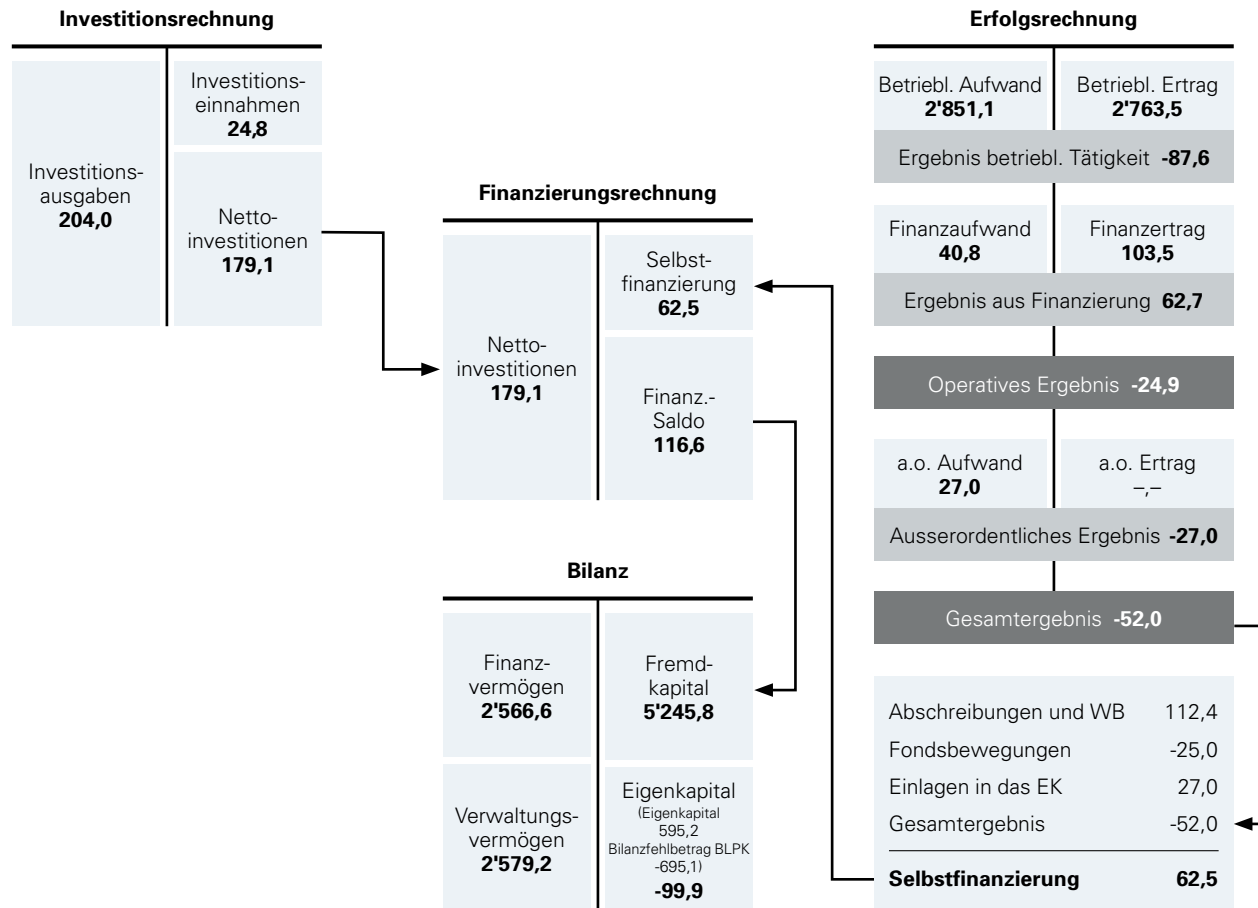 Investitionsrechnung
Investitions-
ausgaben
204,0
Investitions-
einnahmen
24,8
Netto-
investitionen
179,1
Finanzierungsrechnung
Netto-
investitionen
179,1
Selbst-
finanzierung
62,5
Finanz.-
Saldo
116,6
Bilanz
Finanz-
vermögen
2'566,6
Fremd-
kapital
5'245,8
Verwaltungs-
vermögen
2'579,2
Eigenkapital
(Eigenkapital
595,2
Bilanzfehlbetrag BLPK
-695,1)
-99,9
Erfolgsrechnung
Betriebl. Aufwand
2'851,1
Betriebl. Ertrag
2'763,5
Ergebnis betriebl. Tätigkeit -87,6
Finanzaufwand
40,8
Finanzertrag
103,5
Ergebnis aus Finanzierung 62,7
Operatives Ergebnis -24,9
a.o. Aufwand
27,0
a.o. Ertrag
–,–
Ausserordentliches Ergebnis -27,0
Gesamtergebnis -52,0
Abschreibungen und WB 112,4
Fondsbewegungen -25,0
Einlagen in das EK 27,0
Gesamtergebnis -52,0
Selbstfinanzierung 62,5